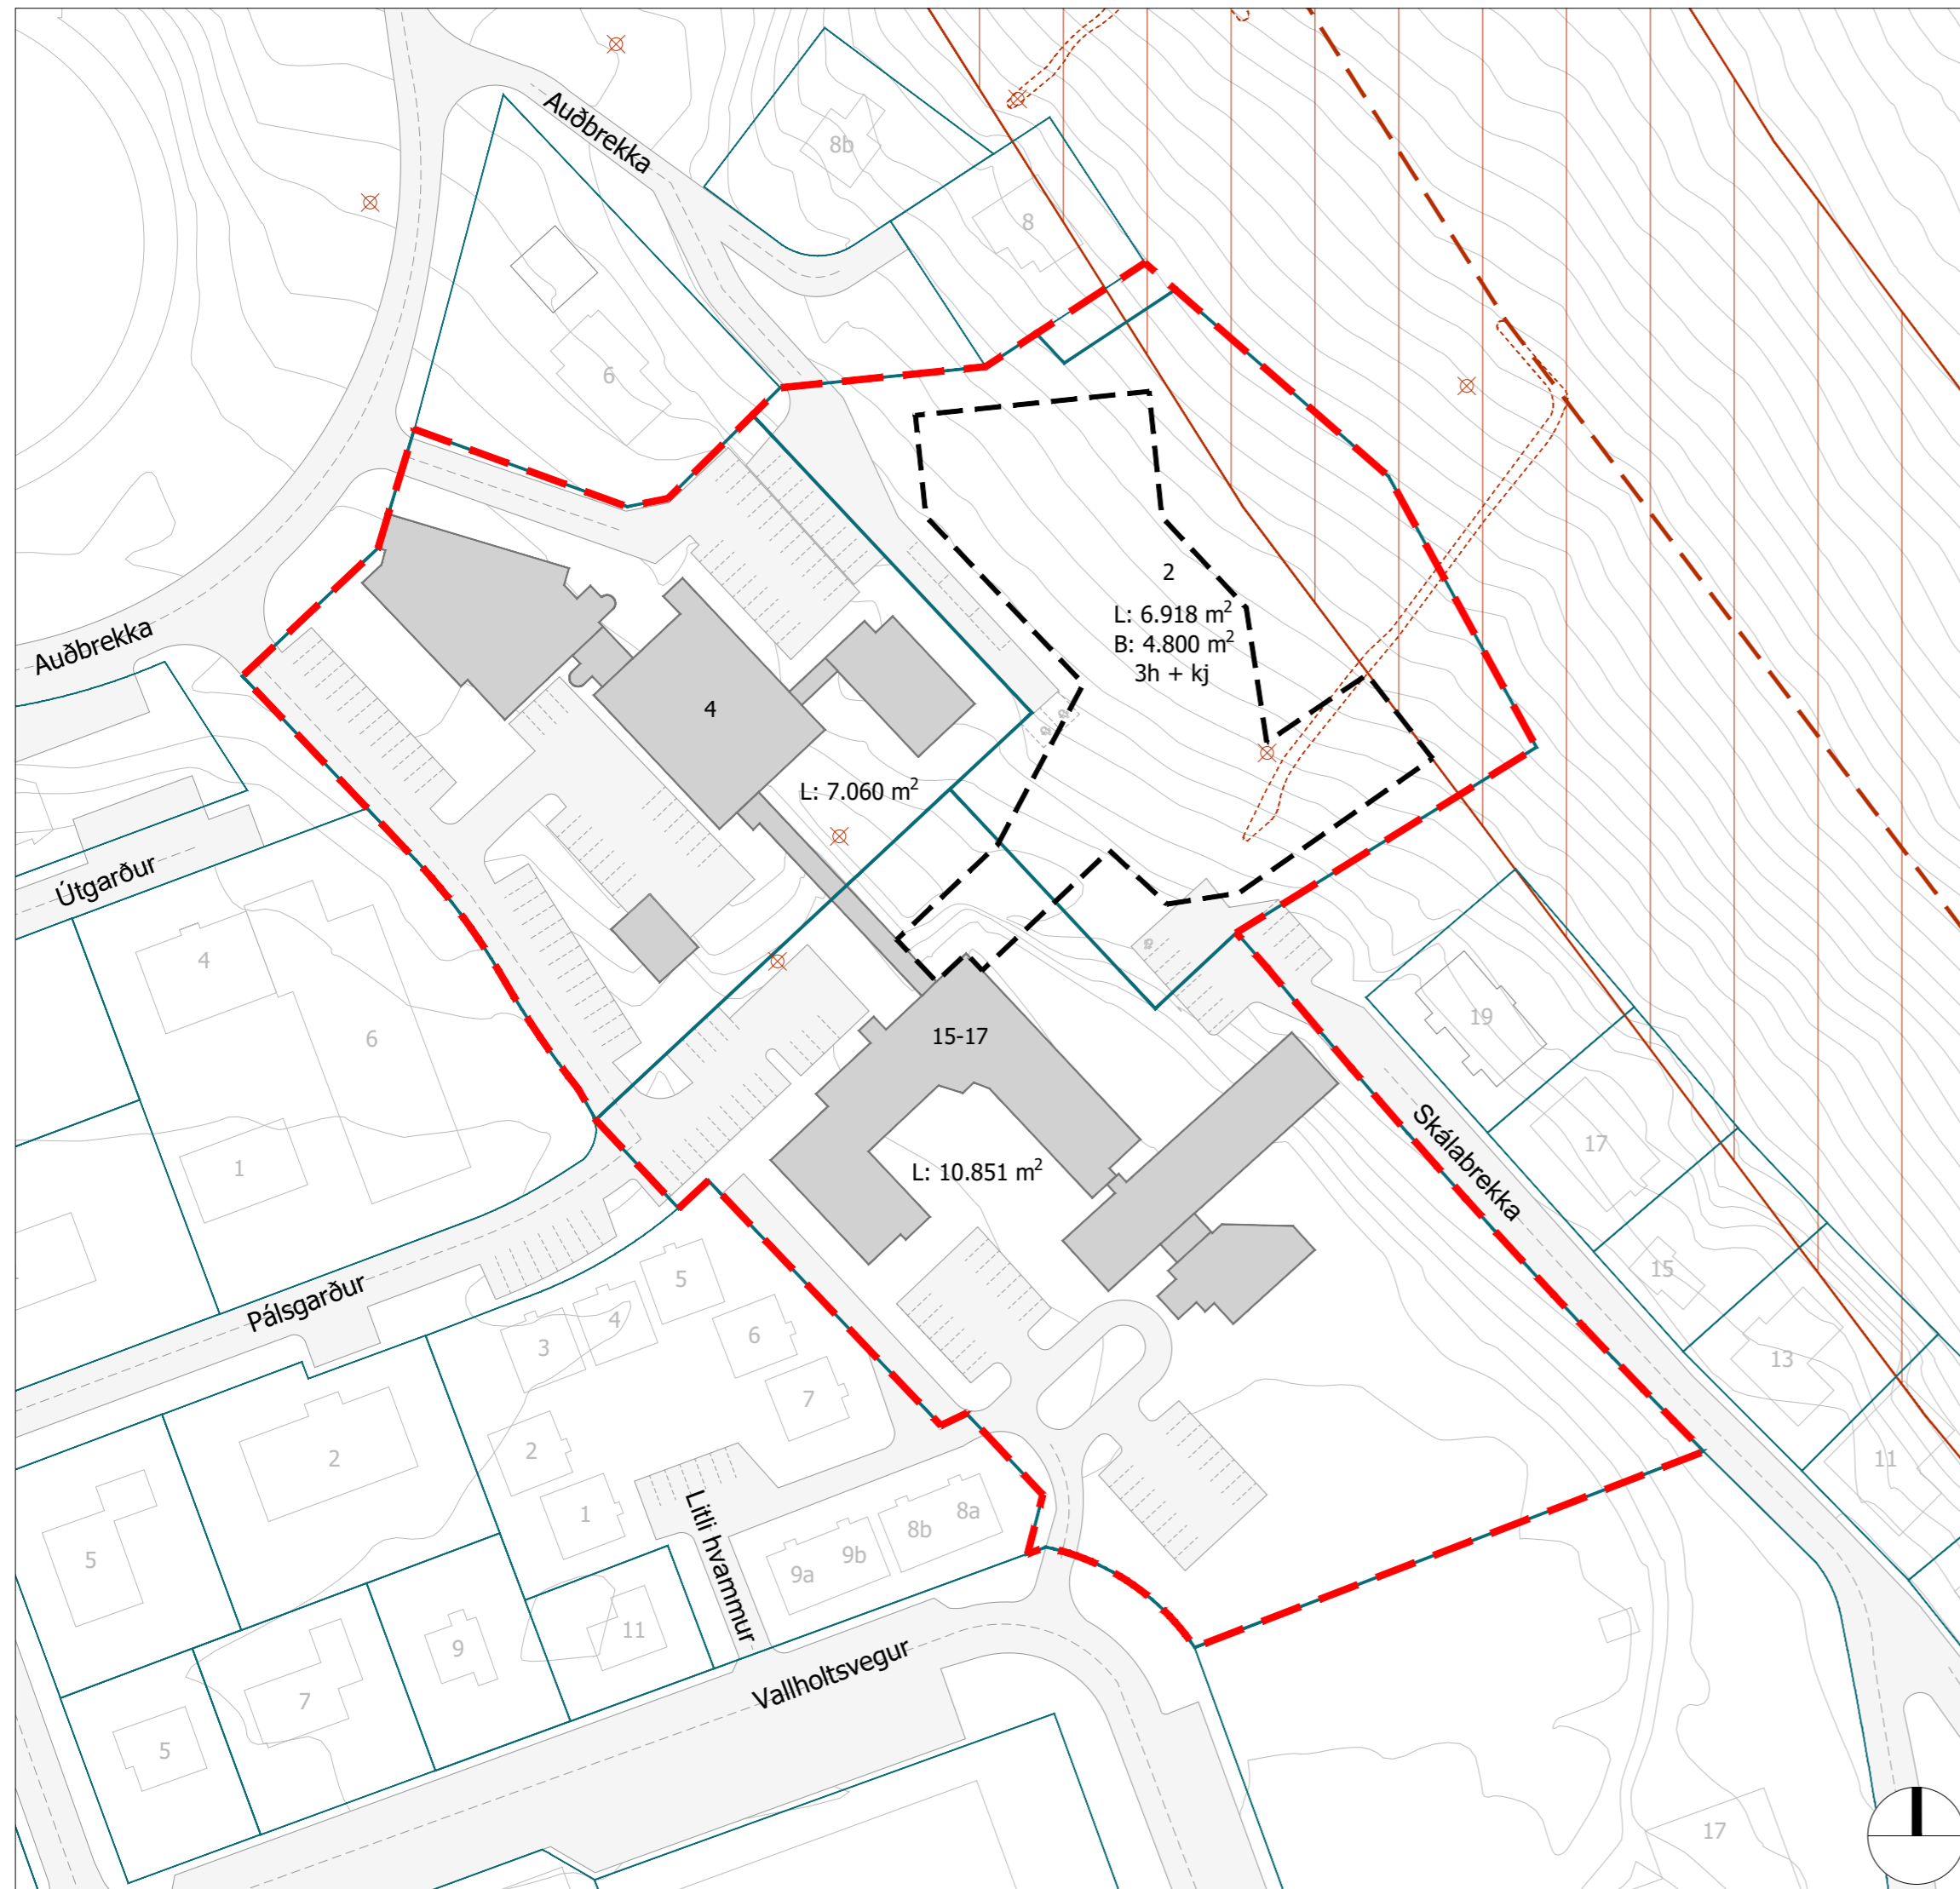 Auðbrekka
8b
8
6
2
L: 6.918 m²
B: 4.800 m²
3h + kj
Auðbrekka
4
L: 7.060 m²
Útgarður
4
6
1
15-17
L: 10.851 m²
19
17
Skálabrekka
15
13
11
Pálsgarður
5
4
3
6
7
2
2
1
5
Litli hvammur
8a
8b
9b
9a
11
9
7
5
Vallholtsvegur
17